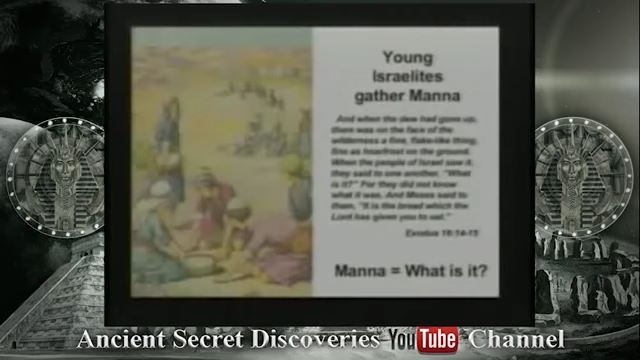 Young
Israelites
gather Manna
And when the dew had gone up,
there was on the face of the
wilderness a fine, flake-like thing,
fine as hoarfrost on the ground.
When the people of Israel saw it,
they said to one another, "What
is it?" For they did not know
what it was. And Moses said to
them, "It is the bread which the
Lord has given you to eat."
Exodus 16:14-15
Manna = What is it?
Ancient Secret Discoveries YouTube Channel